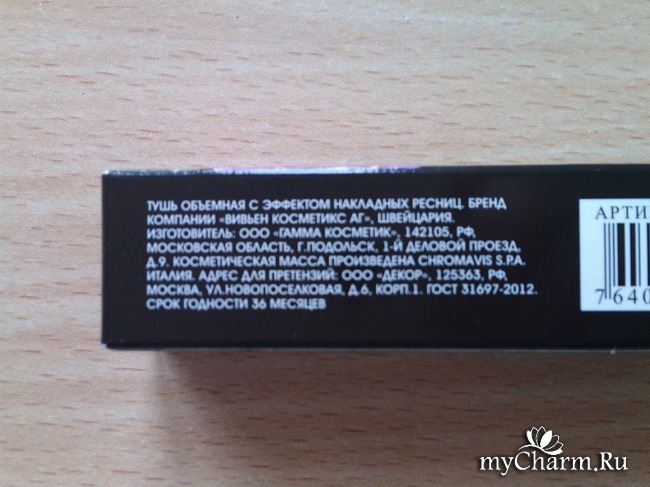 ТУШЬ ОБЪЕМНАЯ С ЭФФЕКТОМ НАКЛАДНЫХ РЕСНИЦ. БРЕНД
КОМПАНИИ «ВИВЬЕН КОСМЕТИКС АГ», ШВЕЙЦАРИЯ.
ИЗГОТОВИТЕЛЬ: ООО «ГАММА КОСМЕТИК», 142105, РФ,
МОСКОВСКАЯ ОБЛАСТЬ, Г.ПОДОЛЬСК, 1-Й ДЕЛОВОЙ ПРОЕЗД,
Д.9. КОСМЕТИЧЕСКАЯ МАССА ПРОИЗВЕДЕНА CHROMAVIS S.P.A.
ИТАЛИЯ. АДРЕС ДЛЯ ПРЕТЕНЗИЙ: ООО «ДЕКОР», 125363, РФ,
МОСКВА, УЛ.НОВОПОСЕЛКОВАЯ, Д.6, КОРП.1. ГОСТ 31697-2012.
СРОК ГОДНОСТИ 36 МЕСЯЦЕВ
АРТИ
7640
myCharm.Ru